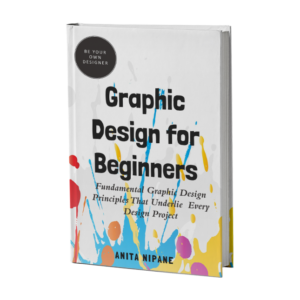 BE YOUR
OWN
DESIGNER
Graphic
Design for
Beginners
Fundamental Graphic Design
Principles That Underlie Every
Design Project
ANITA NIPANE